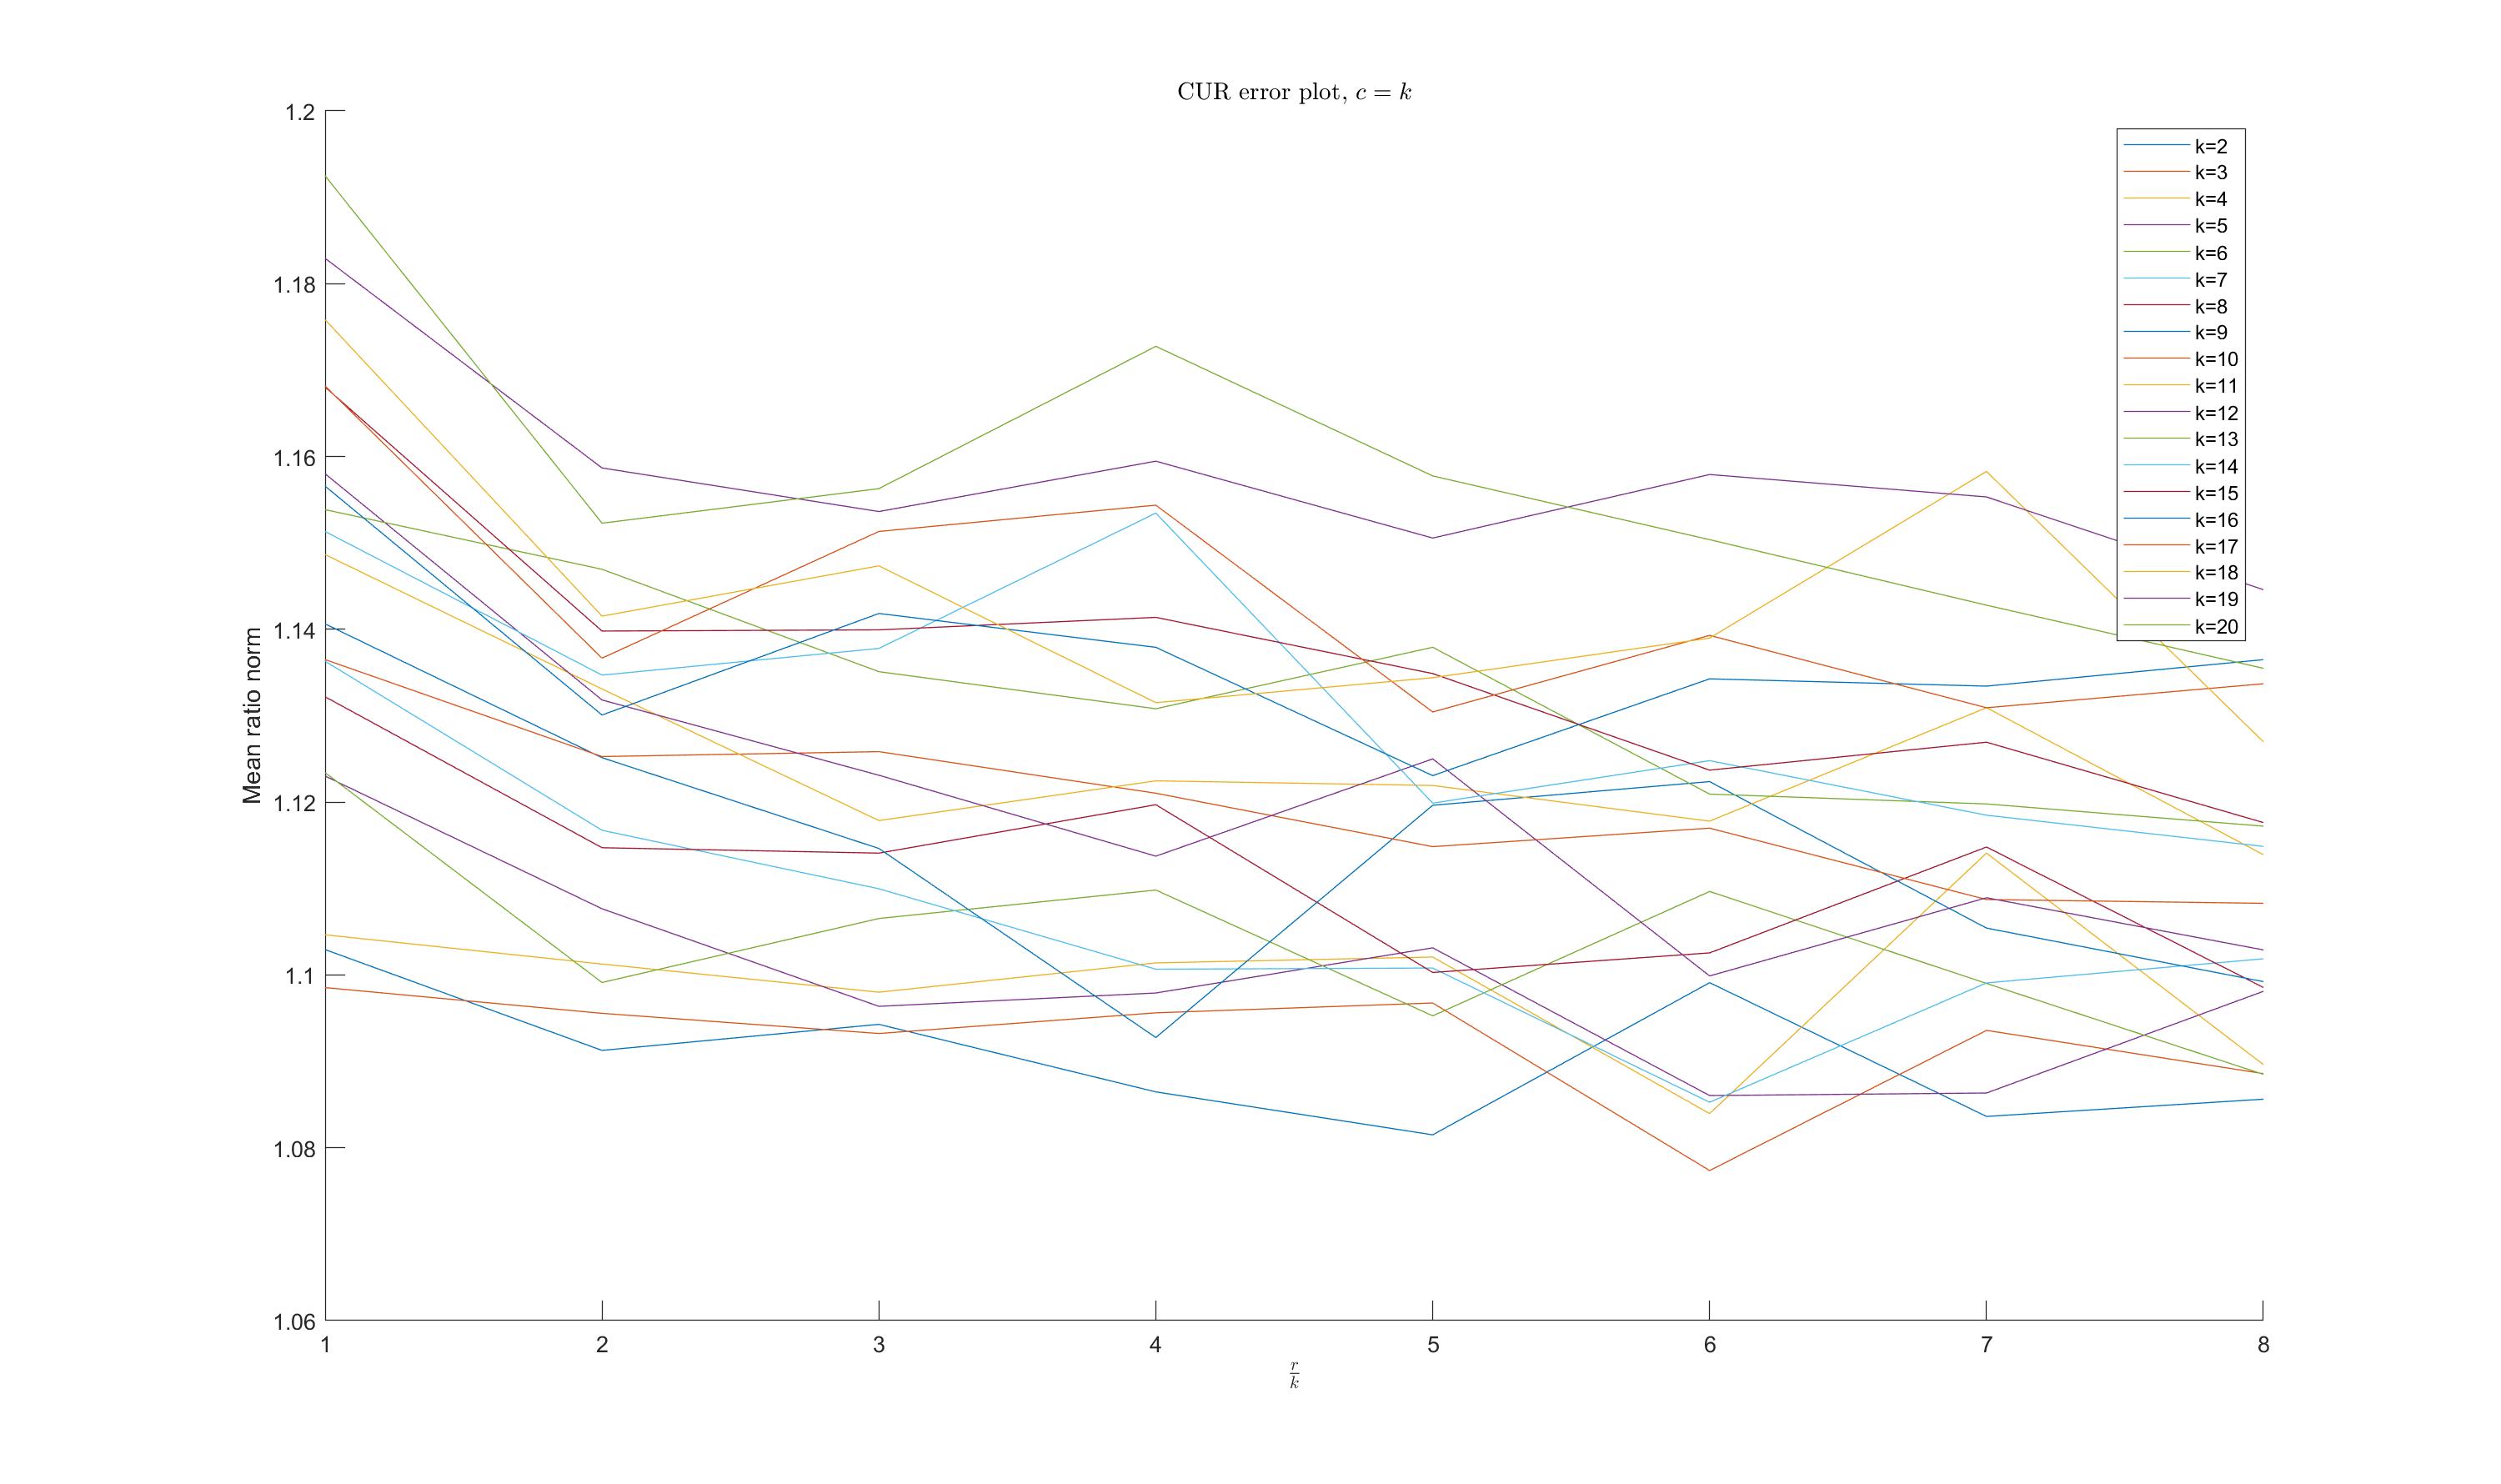 CUR error plot, c = k
1.2
1.18
1.16
1.14
1.12
1.1
1.08
1.06
Mean ratio norm
k=2
k=3
k=4
k=5
k=6
k=7
k=8
k=9
k=10
k=11
k=12
k=13
k=14
k=15
k=16
k=17
k=18
k=19
k=20
1 2 3 4 5 6 7 8
r
k